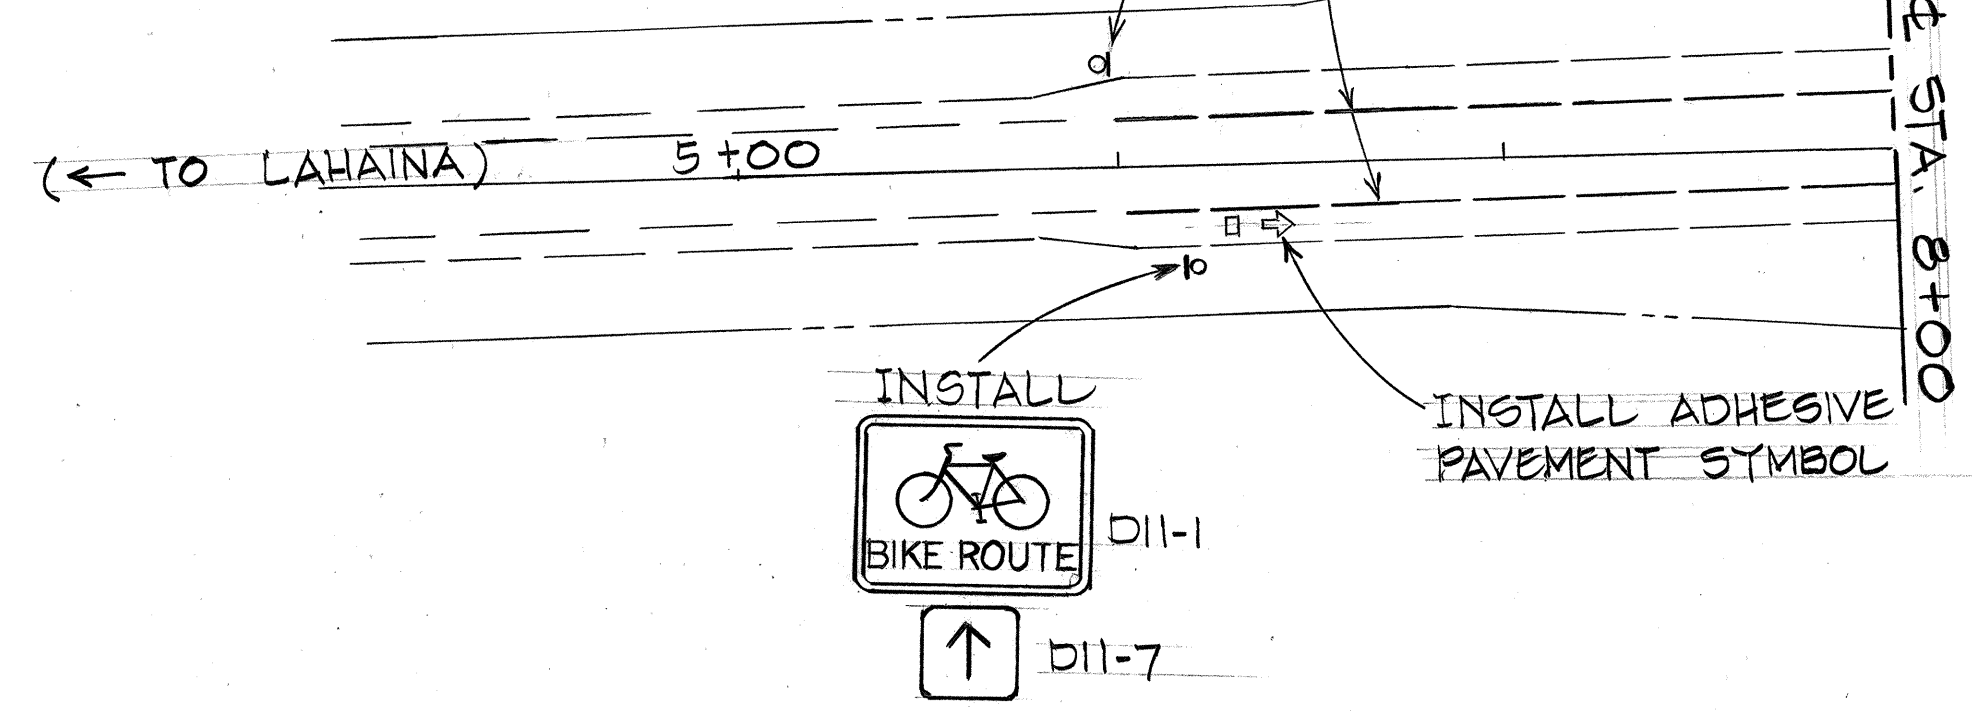 (← TO LAHAINA)
5+00
℄ STA. 8+00
INSTALL
INSTALL ADHESIVE
PAVEMENT SYMBOL
BIKE ROUTE
D11-1
D11-7